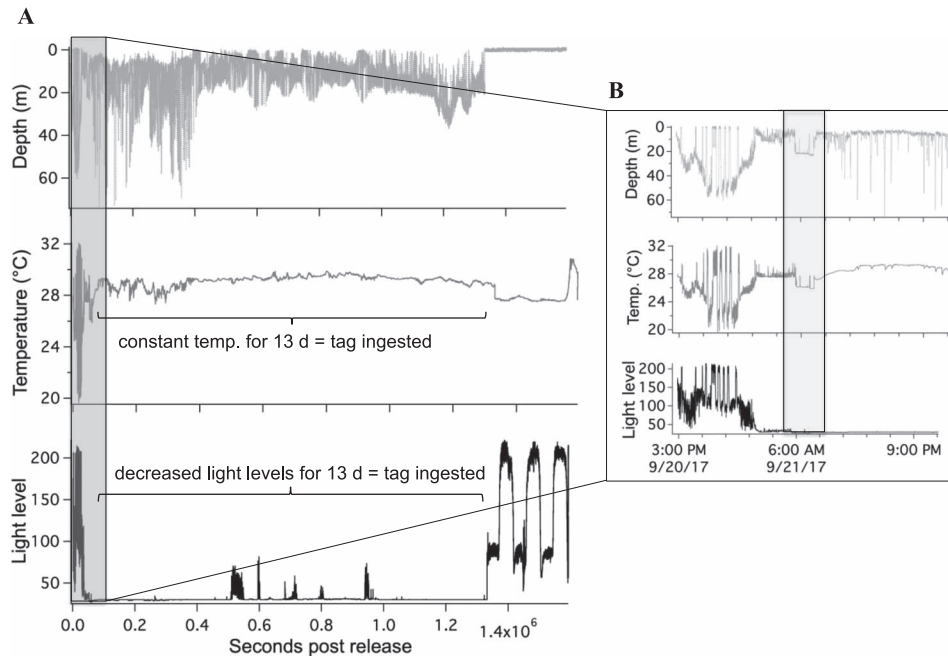 A
Depth (m)
0
20
40
60
Temperature (°C)
32
28
24
20
constant temp. for 13 d = tag ingested
Light level
200
150
100
50
decreased light levels for 13 d = tag ingested
0.0 0.2 0.4 0.6 0.8 1.0 1.2 1.4x10⁶
Seconds post release
B
Depth (m)
0
20
40
60
Temp. (°C)
32
28
24
20
Light level
200
150
100
50
3:00 PM 6:00 AM 9:00 PM
9/20/17 9/21/17